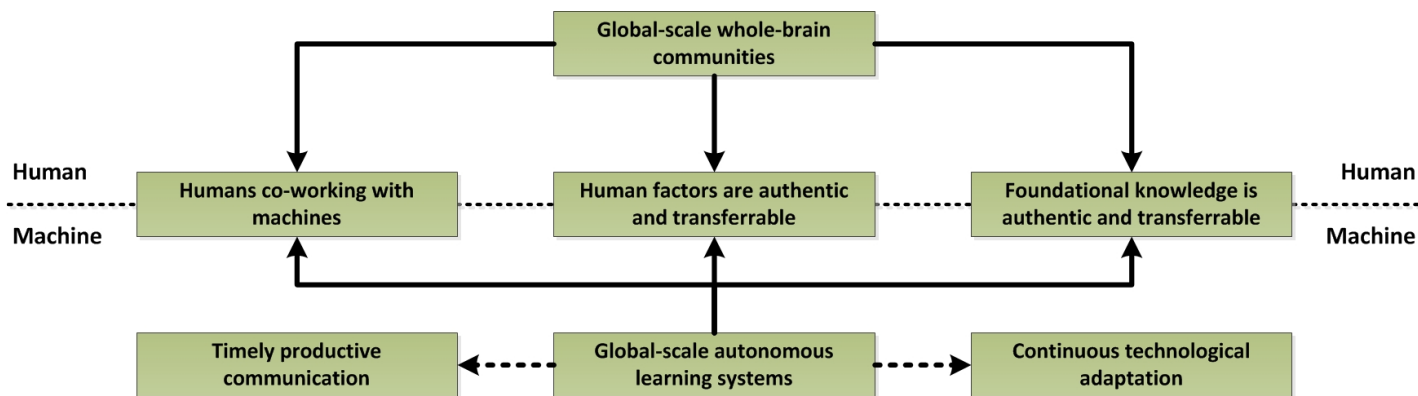 Global-scale whole-brain
communities
Human
Human
Humans co-working with
machines
Human factors are authentic
and transferrable
Foundational knowledge is
authentic and transferrable
Machine
Machine
Timely productive
communication
Global-scale autonomous
learning systems
Continuous technological
adaptation